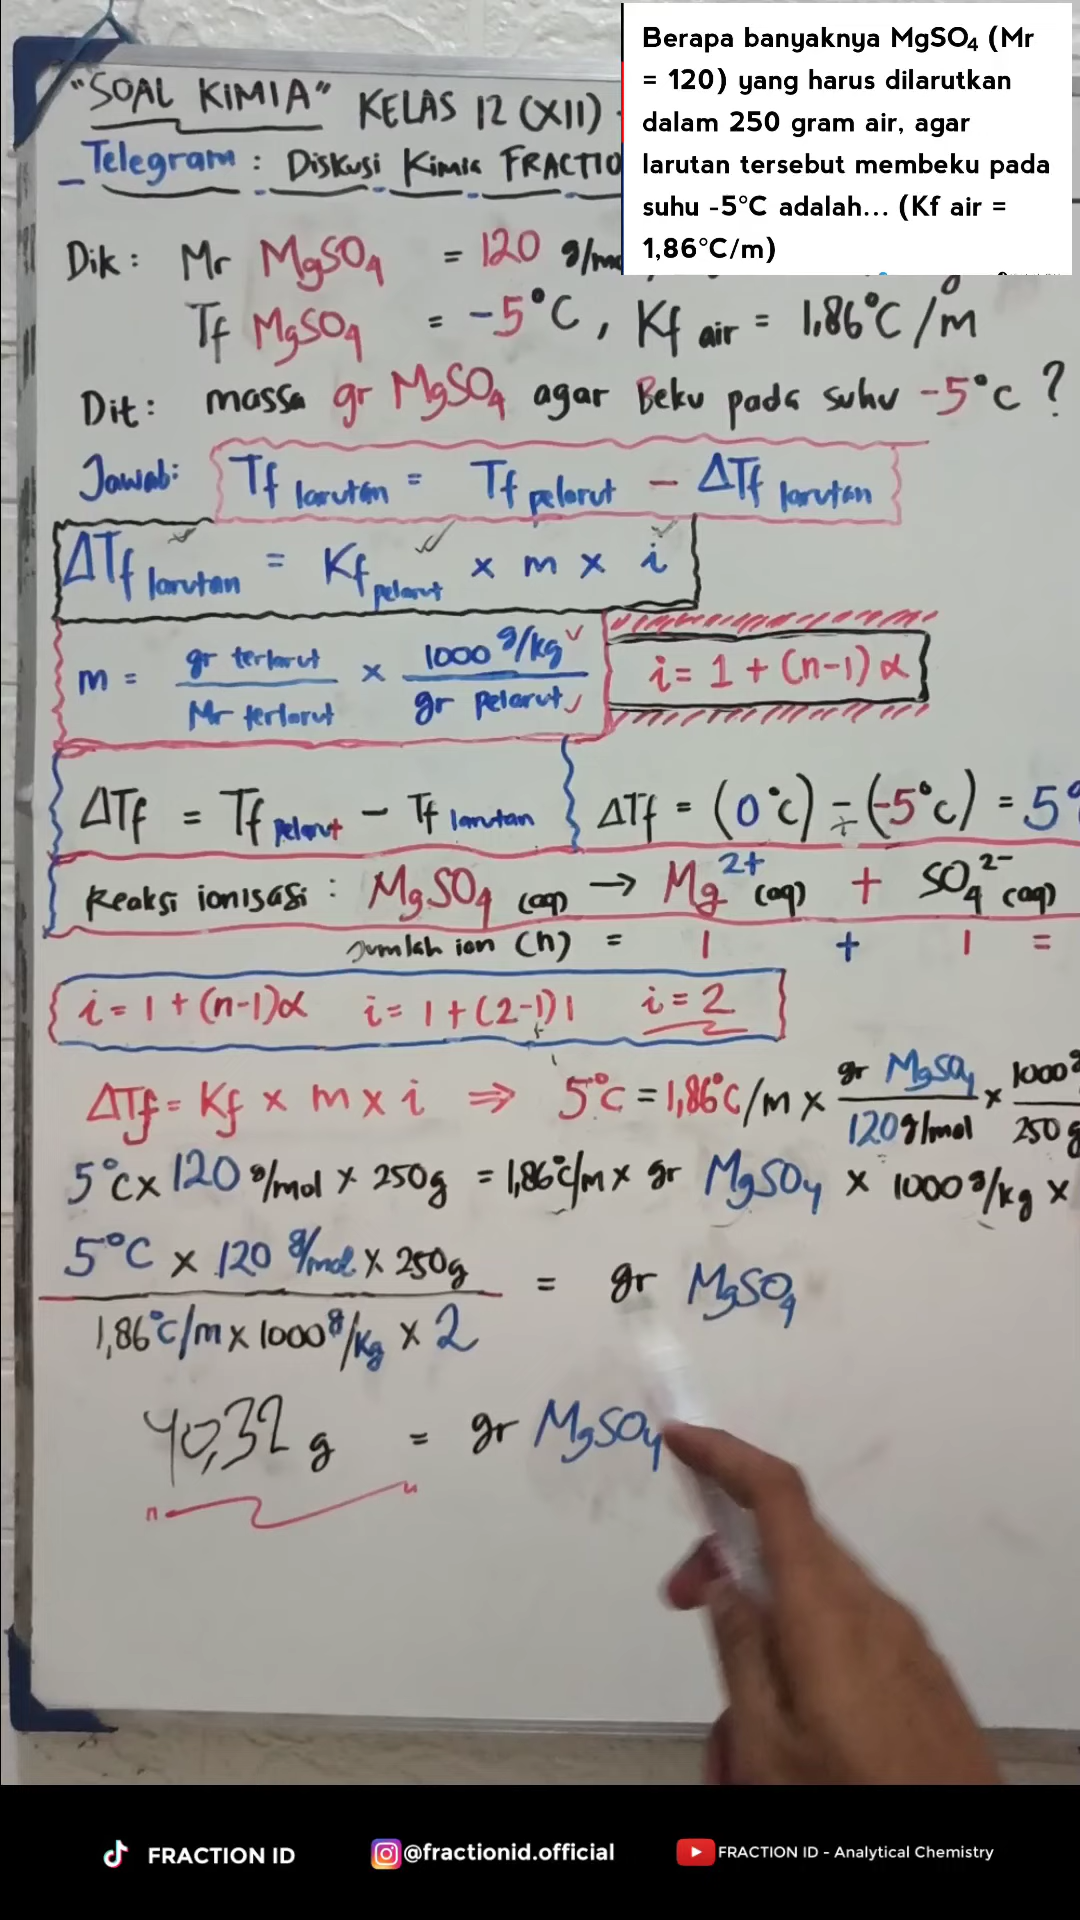 Berapa banyaknya MgSO₄ (Mr
= 120) yang harus dilarutkan
dalam 250 gram air, agar
larutan tersebut membeku pada
suhu -5°C adalah... (Kf air =
1,86°C/m)
"SOAL KIMIA" KELAS 12 (XII)
Telegram : Diskusi Kimia FRACTIO
Dik : Mr MgSO₄ = 120
Tf MgSO₄ = -5°C, Kf air = 1,86°C/m
Dit : massa gr MgSO₄ agar Beku pada suhu -5°C ?
Jawab: Tf larutan = Tf pelarut - ΔTf larutan
ΔTf larutan = Kf pelarut x m x i
m = gr terlarut / Mr terlarut x 1000 g/kg / gr pelarut
i = 1 + (n-1) α
ΔTf = Tf pelarut - Tf larutan
ΔTf = (0°C) - (-5°C) = 5°
Reaksi ionisasi : MgSO₄ (aq) → Mg²⁺ (aq) + SO₄²⁻ (aq)
Jumlah ion (n) = 1 + 1 =
i = 1 + (n-1)α i = 1 + (2-1) 1 i = 2
ΔTf = Kf x m x i ⇒ 5°C = 1,86°C/m x gr MgSO₄ / 120 g/mol x 1000 g / 250 g
5°C x 120 g/mol x 250g = 1,86°C/m x gr MgSO₄ x 1000 g/kg x
5°C x 120 g/mol x 250g / 1,86°C/m x 1000 g/kg x 2 = gr MgSO₄
40,32 g = gr MgSO₄
FRACTION ID @fractionid.official FRACTION ID - Analytical Chemistry